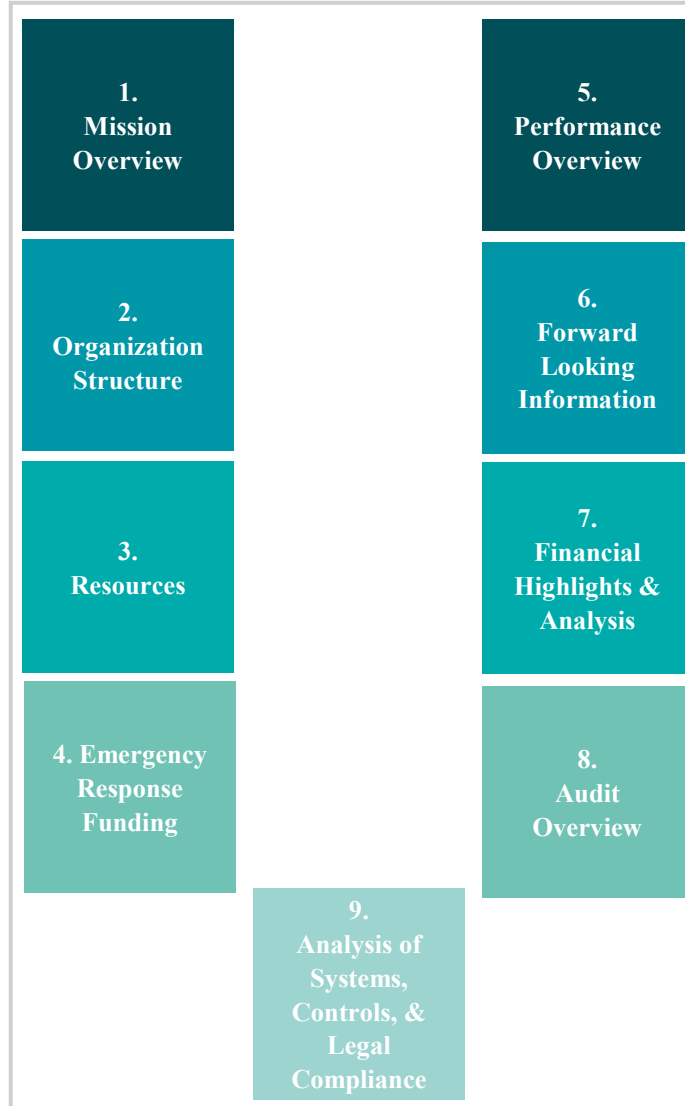 1.
Mission
Overview
2.
Organization
Structure
3.
Resources
4. Emergency
Response
Funding
5.
Performance
Overview
6.
Forward
Looking
Information
7.
Financial
Highlights &
Analysis
8.
Audit
Overview
9.
Analysis of
Systems,
Controls, &
Legal
Compliance